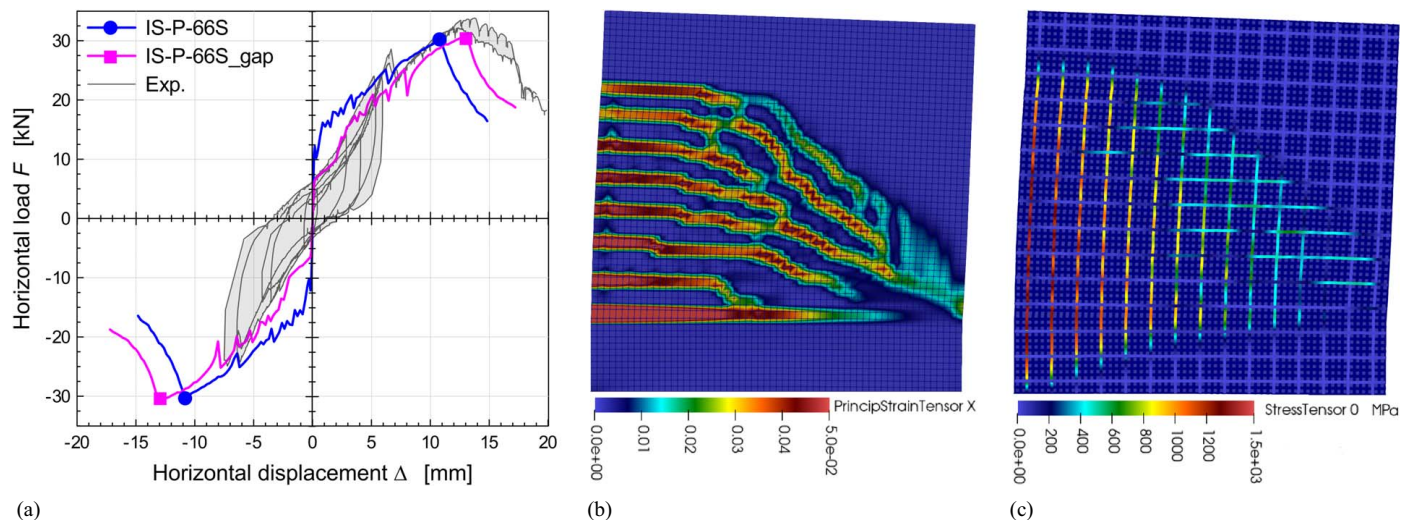 IS-P-66S
IS-P-66S_gap
Exp.
Horizontal load F [kN]
30
20
10
0
-10
-20
-30
-20
-15
-10
-5
0
5
10
15
20
Horizontal displacement Δ [mm]
(a)
PrincipStrainTensor X
0.0e+00
0.01
0.02
0.03
0.04
5.0e-02
(b)
StressTensor 0 MPa
0.0e+00
200
400
600
800
1000
1200
1.5e+03
(c)